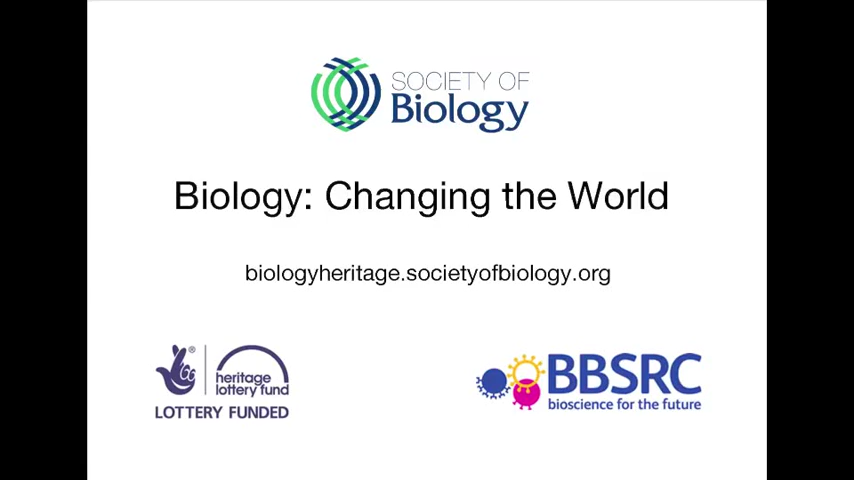 SOCIETY OF
Biology
Biology: Changing the World
biologyheritage.societyofbiology.org
®
heritage
lottery fund
LOTTERY FUNDED
BBSRC
bioscience for the future